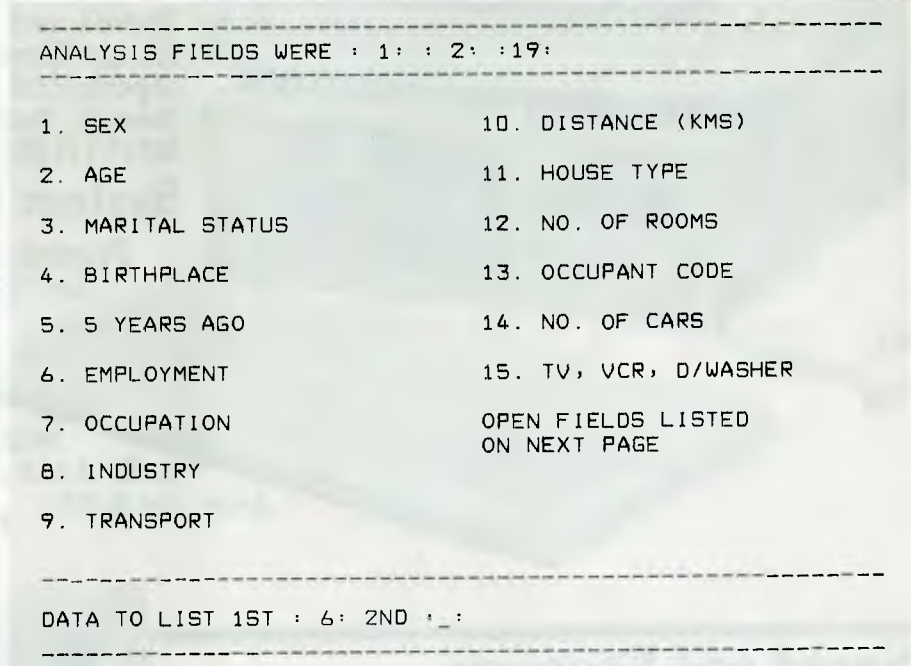 ANALYSIS FIELDS WERE : 1: : 2: :19:
1. SEX
2. AGE
3. MARITAL STATUS
4. BIRTHPLACE
5. 5 YEARS AGO
6. EMPLOYMENT
7. OCCUPATION
8. INDUSTRY
9. TRANSPORT
10. DISTANCE (KMS)
11. HOUSE TYPE
12. NO. OF ROOMS
13. OCCUPANT CODE
14. NO. OF CARS
15. TV, VCR, D/WASHER
OPEN FIELDS LISTED
ON NEXT PAGE
DATA TO LIST 1ST : 6: 2ND :_: